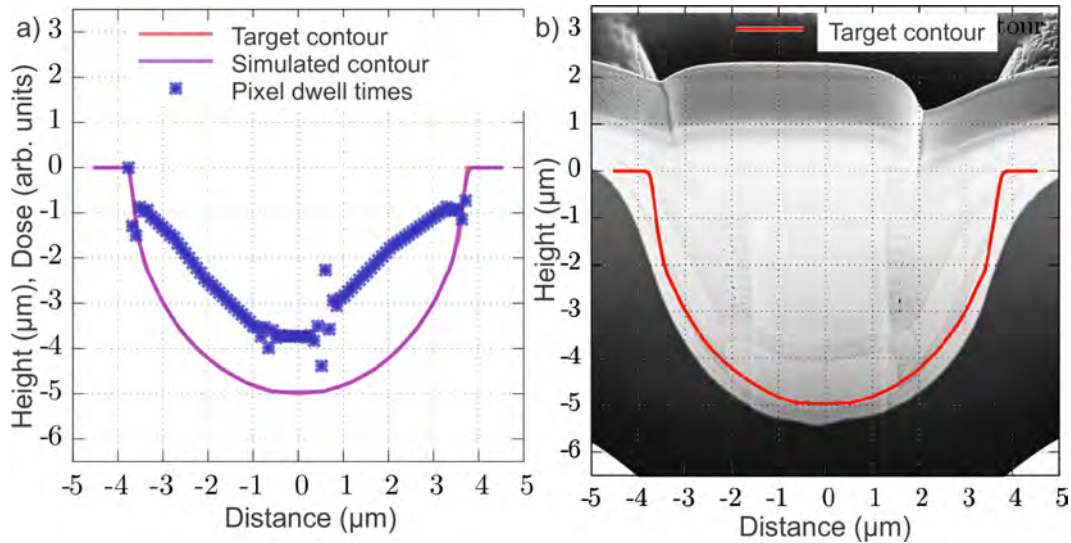 a)
Target contour
Simulated contour
Pixel dwell times
Height (µm), Dose (arb. units)
3
2
1
0
-1
-2
-3
-4
-5
-6
-5 -4 -3 -2 -1 0 1 2 3 4 5
Distance (µm)
b)
Target contour
tour
Height (µm)
3
2
1
0
-1
-2
-3
-4
-5
-6
-5 -4 -3 -2 -1 0 1 2 3 4 5
Distance (µm)